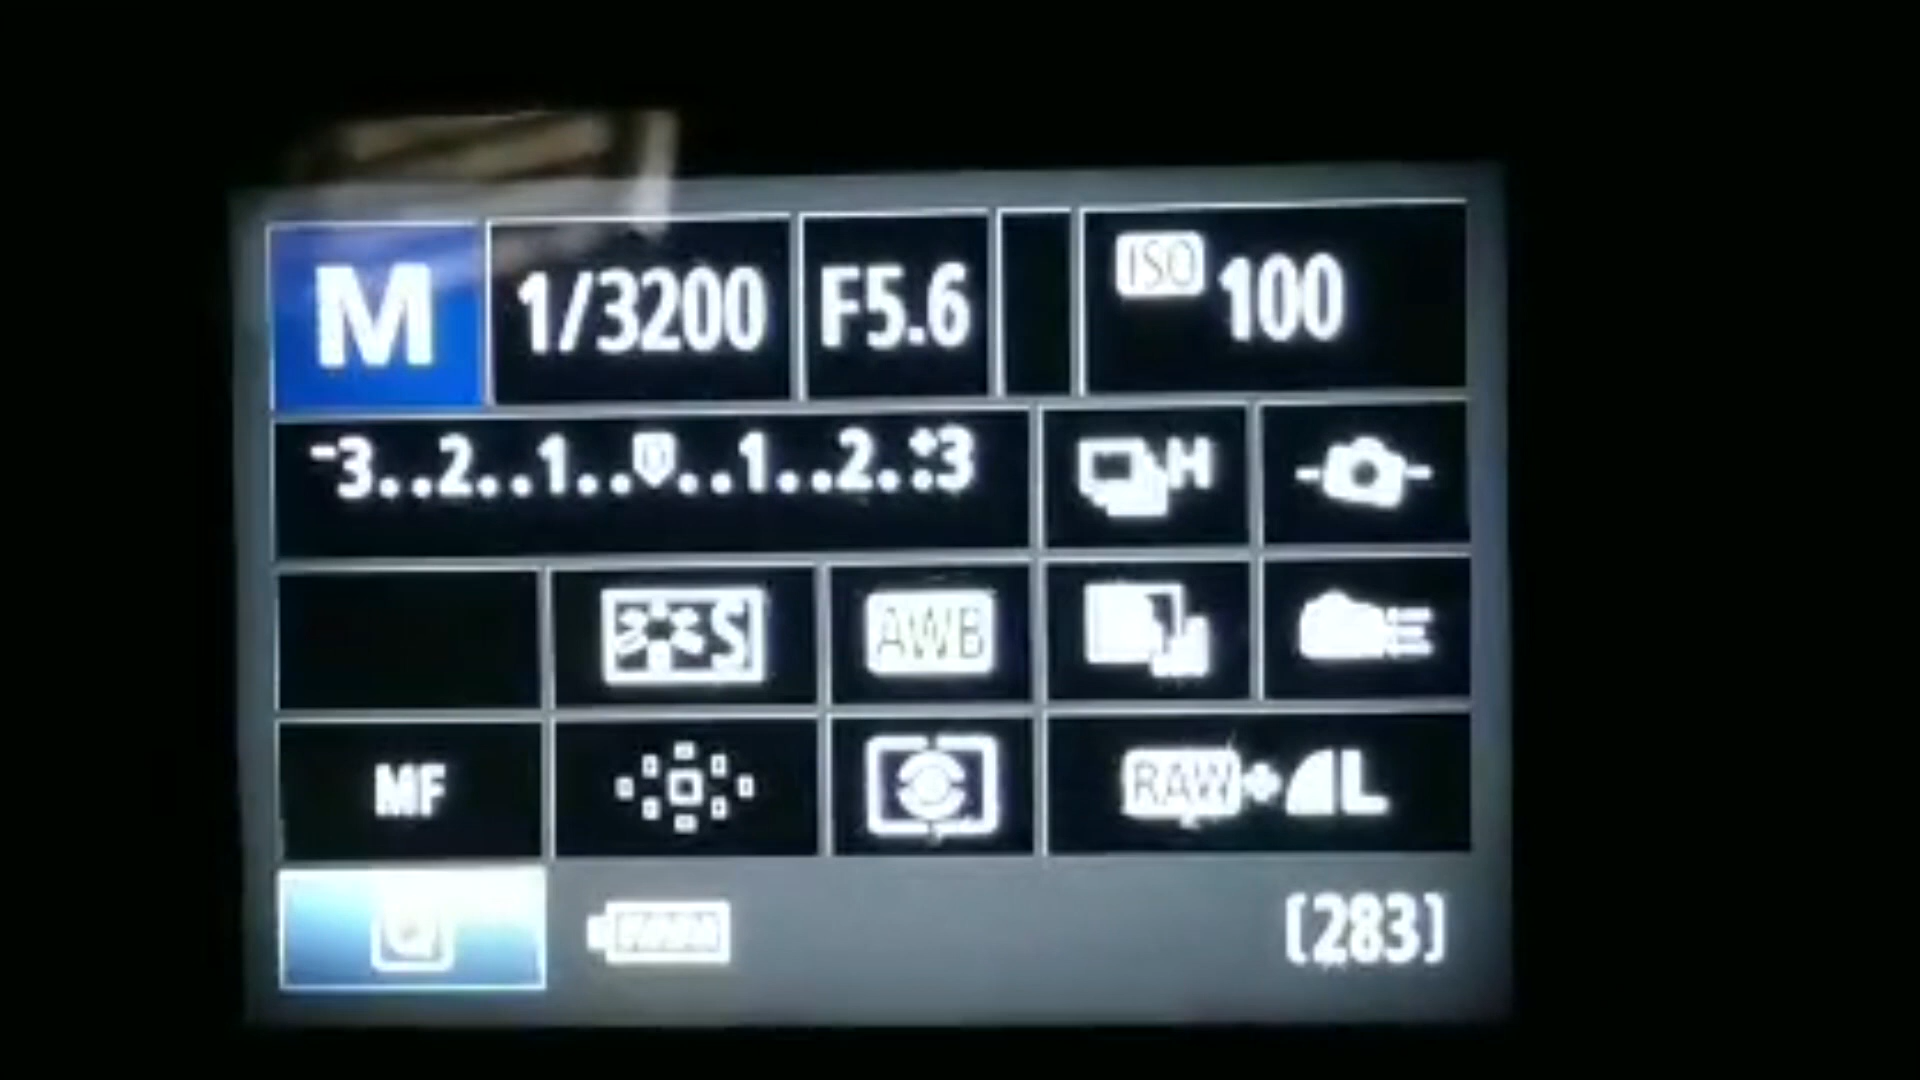 M 1/3200 F5.6 ISO 100
-3..2..1..0..1..2.:+3 H
S AWB
MF RAW+L
Q [283]